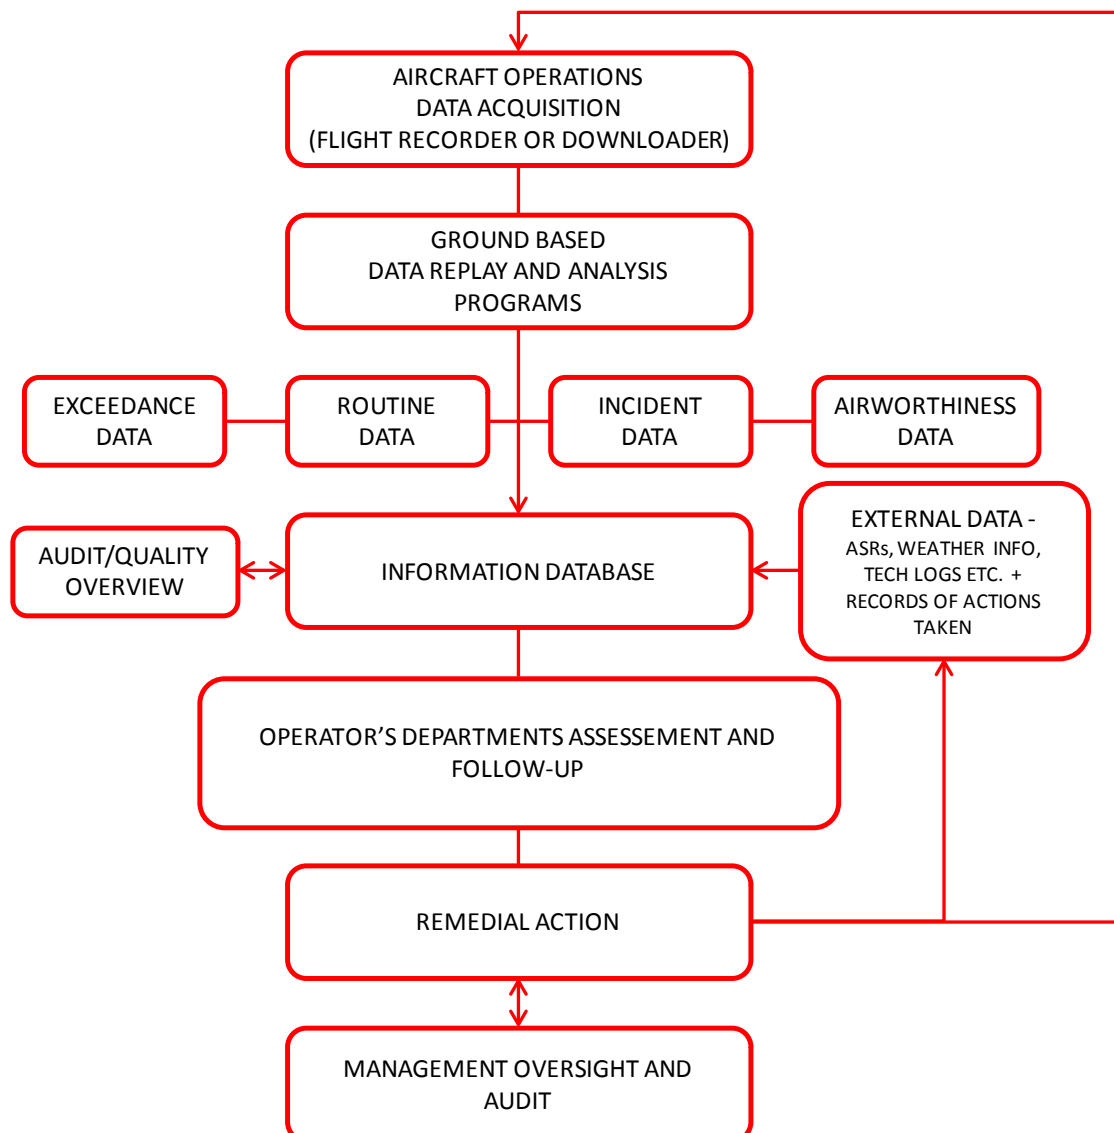 AIRCRAFT OPERATIONS
DATA ACQUISITION
(FLIGHT RECORDER OR DOWNLOADER)
GROUND BASED
DATA REPLAY AND ANALYSIS
PROGRAMS
EXCEEDANCE
DATA
ROUTINE
DATA
INCIDENT
DATA
AIRWORTHINESS
DATA
AUDIT/QUALITY
OVERVIEW
INFORMATION DATABASE
EXTERNAL DATA -
ASRs, WEATHER INFO,
TECH LOGS ETC. +
RECORDS OF ACTIONS
TAKEN
OPERATOR’S DEPARTMENTS ASSESSEMENT AND
FOLLOW-UP
REMEDIAL ACTION
MANAGEMENT OVERSIGHT AND
AUDIT